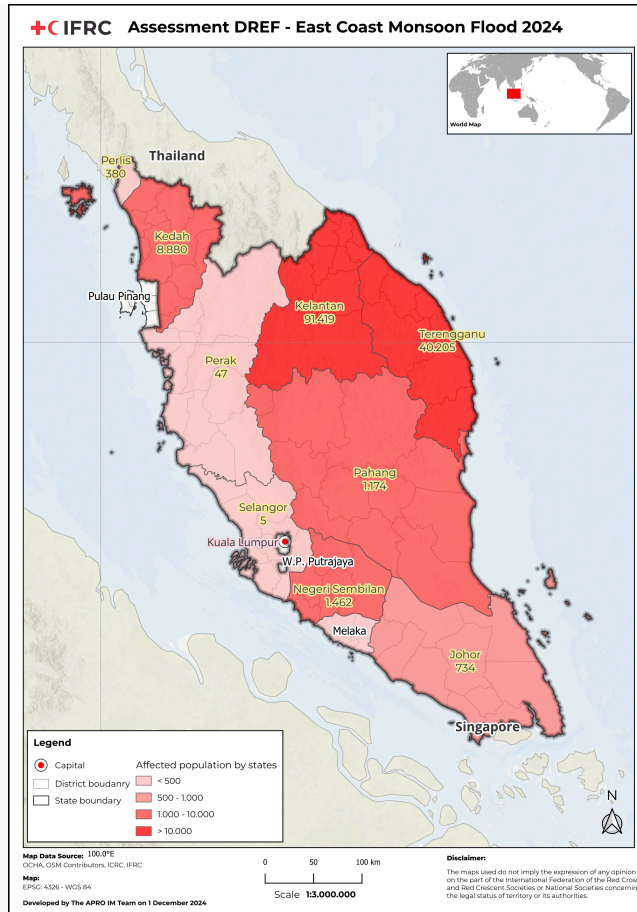 IFRC Assessment DREF - East Coast Monsoon Flood 2024
World Map
Thailand
Perlis
380
Kedah
8.880
Pulau Pinang
Kelantan
91.419
Terengganu
40.205
Perak
47
Pahang
1.174
Selangor
5
Kuala Lumpur
W.P. Putrajaya
Negeri Sembilan
1.462
Melaka
Johor
734
Singapore
Legend
Capital
District boudanry
State boundary
Affected population by states
< 500
500 - 1.000
1.000 - 10.000
> 10.000
N
100.0°E
Map Data Source:
OCHA, OSM Contributors, ICRC, IFRC
Map:
EPSG: 4326 - WGS 84
Developed by The APRO IM Team on 1 December 2024
0 50 100 km
Scale 1:3.000.000
Disclaimer:
The maps used do not imply the expression of any opinion
on the part of the International Federation of the Red Cross
and Red Crescent Societies or National Societies concerning
the legal status of territory or its authorities.